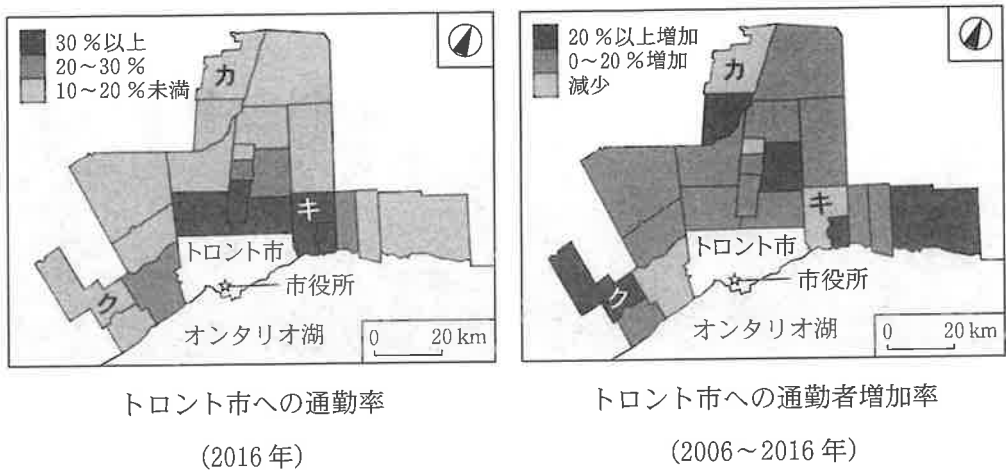 30％以上
20～30％
10～20％未満
カ
キ
ク
トロント市
市役所
オンタリオ湖
0 20 km
トロント市への通勤率
(2016年)
20％以上増加
0～20％増加
減少
カ
キ
ク
トロント市
市役所
オンタリオ湖
0 20 km
トロント市への通勤者増加率
(2006～2016年)